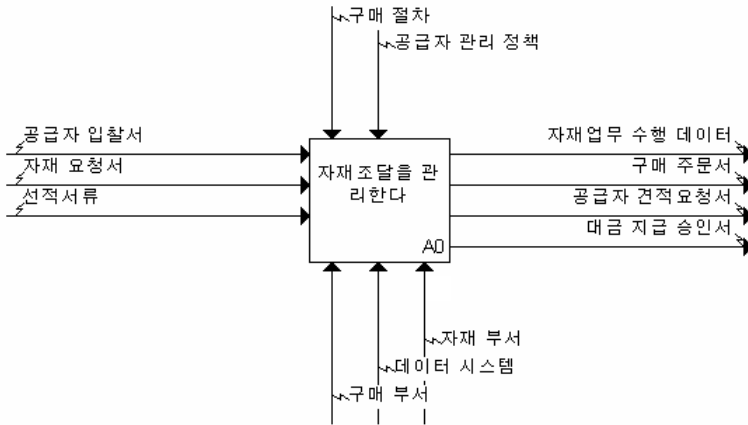 구매 절차
공급자 관리 정책
공급자 입찰서
자재 요청서
선적서류
자재조달을 관
리한다
A0
자재업무 수행 데이터
구매 주문서
공급자 견적요청서
대금 지급 승인서
자재 부서
데이터 시스템
구매 부서